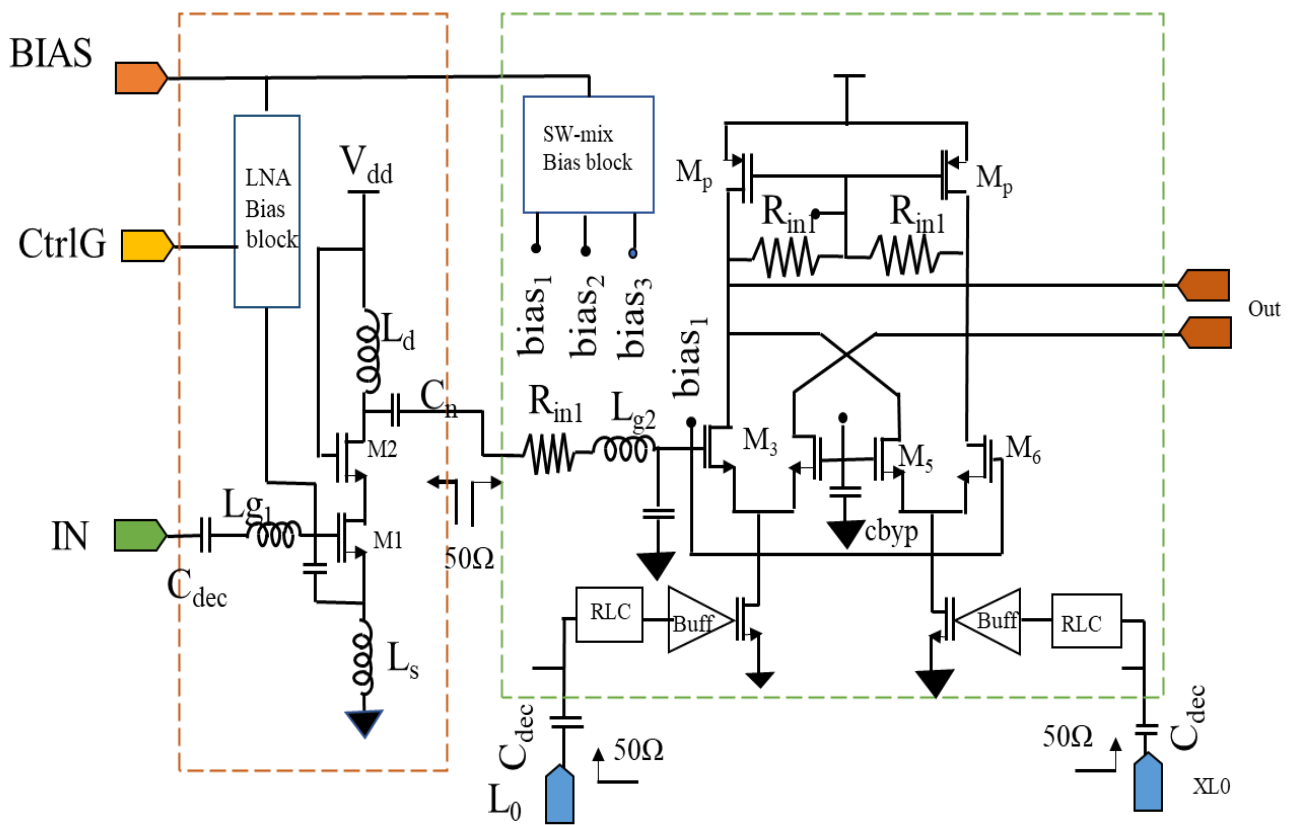 BIAS
SW-mix
Bias block
LNA
Bias
block
Vdd
Mp
Mp
CtrlG
Rin1
Rin1
bias1
bias2
bias3
bias1
Out
Ld
Cn
Rin1
Lg2
M2
M3
M5
M6
Lg1
IN
M1
50Ω
cbyp
Cdec
RLC
Buff
Buff
RLC
Ls
Cdec
50Ω
50Ω
Cdec
L0
XL0